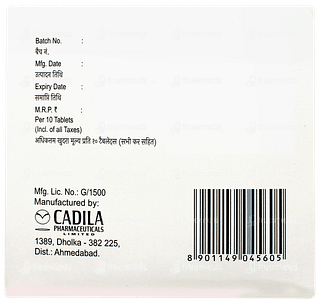 Batch No. :
बैच नं.
Mfg. Date :
उत्पादन तिथि
Expiry Date :
समाप्ति तिथि
M.R.P. ₹ :
Per 10 Tablets
(Incl. of all Taxes)
अधिकतम खुदरा मूल्य प्रति १० टैबलेट्स (सभी कर सहित)
Mfg. Lic. No.: G/1500
Manufactured by:
CADILA
PHARMACEUTICALS
LIMITED
1389, Dholka - 382 225,
Dist.: Ahmedabad.
8 901149 045605